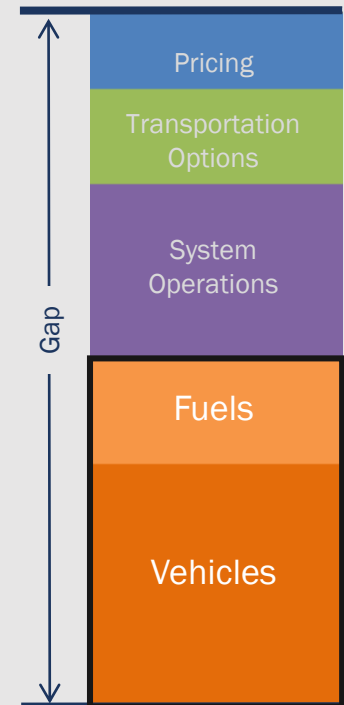 Pricing
Transportation
Options
System
Operations
Gap
Fuels
Vehicles